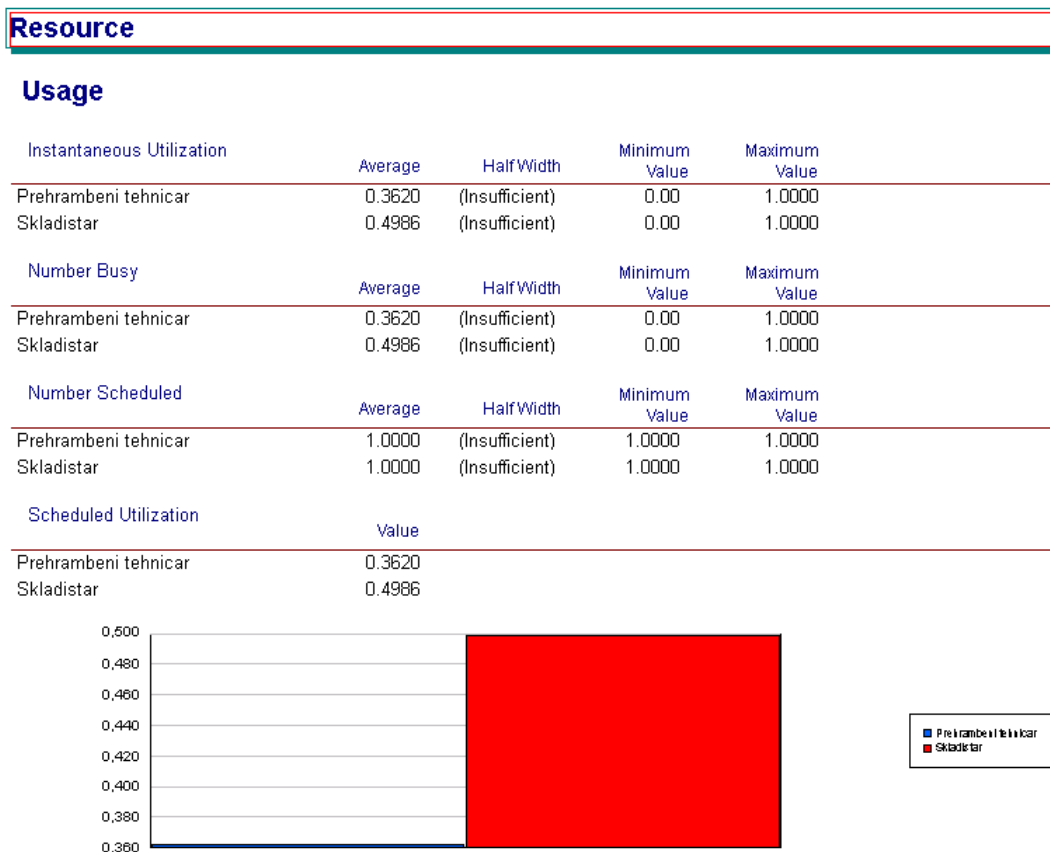 Resource
Usage
Instantaneous Utilization Average Half Width Minimum Value Maximum Value
Prehrambeni tehnicar 0.3620 (Insufficient) 0.00 1.0000
Skladistar 0.4986 (Insufficient) 0.00 1.0000
Number Busy Average Half Width Minimum Value Maximum Value
Prehrambeni tehnicar 0.3620 (Insufficient) 0.00 1.0000
Skladistar 0.4986 (Insufficient) 0.00 1.0000
Number Scheduled Average Half Width Minimum Value Maximum Value
Prehrambeni tehnicar 1.0000 (Insufficient) 1.0000 1.0000
Skladistar 1.0000 (Insufficient) 1.0000 1.0000
Scheduled Utilization Value
Prehrambeni tehnicar 0.3620
Skladistar 0.4986
0,500
0,480
0,460
0,440
0,420
0,400
0,380
0,360
Prehrambeni tehnicar
Skladistar